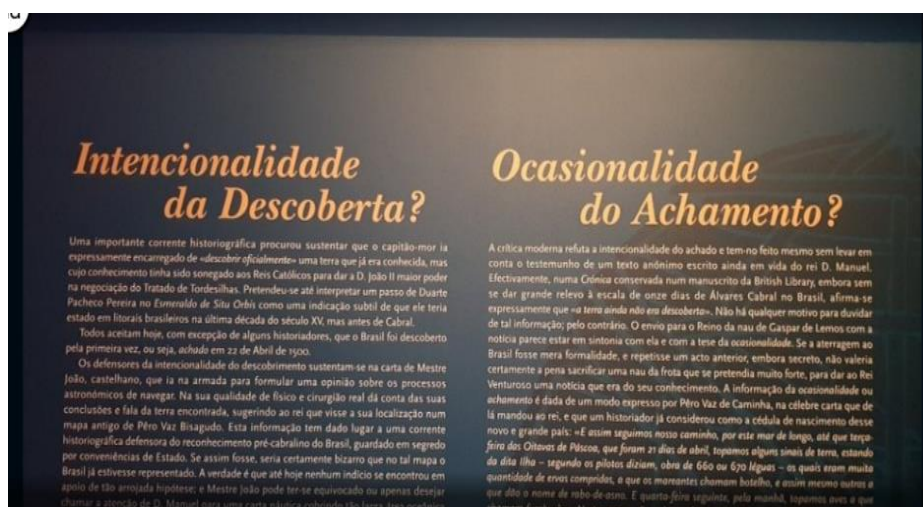 Intencionalidade
da Descoberta?
Uma importante corrente historiográfica procurou sustentar que o capitão-mor ia
expressamente encarregado de «descobrir oficialmente» uma terra que já era conhecida, mas
cujo conhecimento tinha sido sonegado aos Reis Católicos para dar a D. João II maior poder
na negociação do Tratado de Tordesilhas. Pretendeu-se até interpretar um passo de Duarte
Pacheco Pereira no Esmeraldo de Situ Orbis como uma indicação subtil de que ele teria
estado em litorais brasileiros na última década do século XV, mas antes de Cabral.
Todos aceitam hoje, com excepção de alguns historiadores, que o Brasil foi descoberto
pela primeira vez, ou seja, achado em 22 de Abril de 1500.
Os defensores da intencionalidade do descobrimento sustentam-se na carta de Mestre
João, castelhano, que ia na armada para formular uma opinião sobre os processos
astronómicos de navegar. Na sua qualidade de físico e cirurgião real dá conta das suas
conclusões e fala da terra encontrada, sugerindo ao rei que visse a sua localização num
mapa antigo de Pêro Vaz Bisagudo. Esta informação tem dado lugar a uma corrente
historiográfica defensora do reconhecimento pré-cabralino do Brasil, guardado em segredo
por conveniências de Estado. Se assim fosse, seria certamente bizarro que no tal mapa o
Brasil já estivesse representado. A verdade é que até hoje nenhum indício se encontrou em
apoio de tão arrojada hipótese; e Mestre João pode ter-se equivocado ou apenas desejar
chamar a atenção de D. Manuel para uma carta náutica cobrindo tão larga área
Ocasionalidade
do Achamento?
A crítica moderna refuta a intencionalidade do achado e tem-no feito mesmo sem levar em
conta o testemunho de um texto anónimo escrito ainda em vida do rei D. Manuel.
Efectivamente, numa Crónica conservada num manuscrito da British Library, embora sem
se dar grande relevo à escala de onze dias de Álvares Cabral no Brasil, afirma-se
expressamente que «a terra ainda não era descoberta». Não há qualquer motivo para duvidar
de tal informação; pelo contrário. O envio para o Reino da nau de Gaspar de Lemos com a
notícia parece estar em sintonia com ela e com a tese da ocasionalidade. Se a aterragem ao
Brasil fosse mera formalidade, e repetisse um acto anterior, embora secreto, não valeria
certamente a pena sacrificar uma nau da frota que se pretendia muito forte, para dar ao Rei
Venturoso uma notícia que era do seu conhecimento. A informação da ocasionalidade ou
achamento é dada de um modo expresso por Pêro Vaz de Caminha, na célebre carta que de
lá mandou ao rei, e que um historiador já considerou como a cédula de nascimento desse
novo e grande país: «E assim seguimos nosso caminho, por este mar de longo, até que terça-
feira das Oitavas de Páscoa, que foram 21 dias de abril, topamos alguns sinais de terra, estando
da dita Ilha – segundo os pilotos diziam, obra de 660 ou 670 léguas – os quais eram muita
quantidade de ervas compridas, a que os mareantes chamam botelho, e assim mesmo outras a
que dão o nome de rabo-de-asno. E quarta-feira seguinte, pela manhã, topamos aves a que